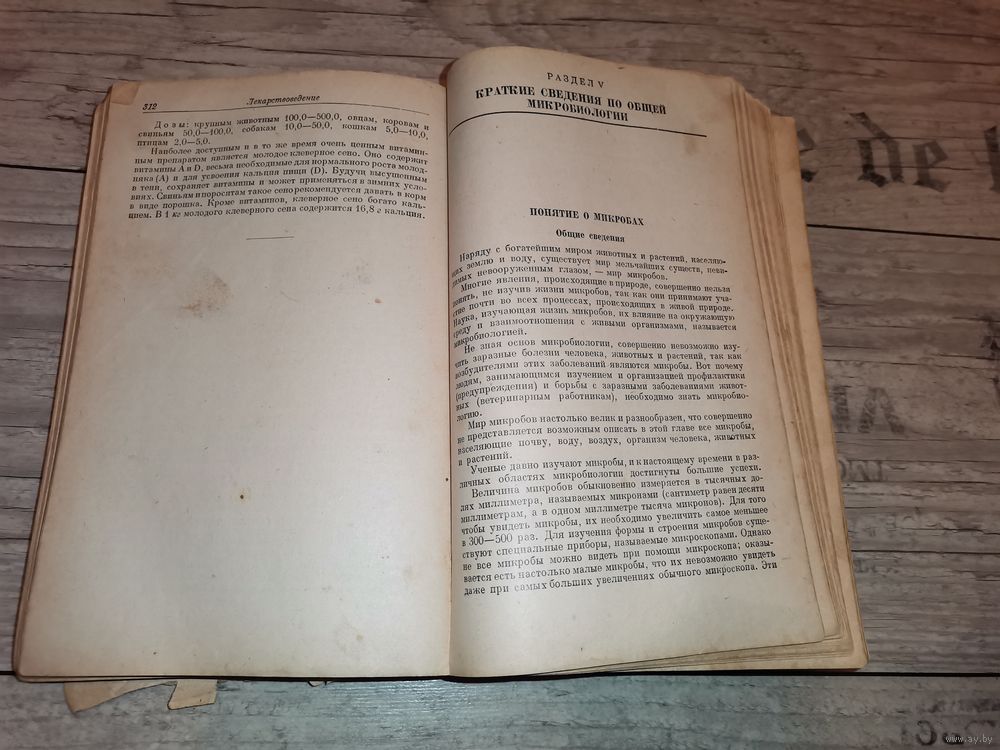 312
Лекарствоведение
Дозы: крупным животным 100,0—500,0, овцам, коровам и
свиньям 50,0—100,0, собакам 10,0—50,0, кошкам 5,0—10,0,
птицам 2,0—5,0.
Наиболее доступным и в то же время очень ценным витамин-
ным препаратом является молодое клеверное сено. Оно содержит
витамины А и D, весьма необходимые для нормального роста молод-
няка (А) и для усвоения кальция пищи (D). Будучи высушенным
в тени, сохраняет витамины и может применяться в зимних усло-
виях. Свиньям и поросятам такое сено рекомендуется давать в корм
в виде порошка. Кроме витаминов, клеверное сено богато каль-
цием. В 1 кг молодого клеверного сена содержится 16,8 г кальция.
РАЗДЕЛ V
КРАТКИЕ СВЕДЕНИЯ ПО ОБЩЕЙ
МИКРОБИОЛОГИИ
ПОНЯТИЕ О МИКРОБАХ
Общие сведения
Наряду с богатейшим миром животных и растений, населяю-
щих землю и воду, существует мир мельчайших существ, неви-
димых невооруженным глазом, — мир микробов.
Многие явления, происходящие в природе, совершенно нельзя
понять, не изучив жизни микробов, так как они принимают уча-
стие почти во всех процессах, происходящих в живой природе.
Наука, изучающая жизнь микробов, их влияние на окружающую
среду и взаимоотношения с живыми организмами, называется
микробиологией.
Не зная основ микробиологии, совершенно невозможно изу-
чить заразные болезни человека, животных и растений, так как
возбудителями этих заболеваний являются микробы. Вот почему
людям, занимающимся изучением и организацией профилактики
(предупреждения) и борьбы с заразными заболеваниями живот-
ных (ветеринарным работникам), необходимо знать микробио-
логию.
Мир микробов настолько велик и разнообразен, что совершенно
не представляется возможным описать в этой главе все микробы,
населяющие почву, воду, воздух, организм человека, животных
и растений.
Ученые давно изучают микробы, и к настоящему времени в раз-
личных областях микробиологии достигнуты большие успехи.
Величина микробов обыкновенно измеряется в тысячных до-
лях миллиметра, называемых микронами (сантиметр равен десяти
миллиметрам, а в одном миллиметре тысяча микронов). Для того
чтобы увидеть микробы, их необходимо увеличить самое меньшее
в 300—500 раз. Для изучения формы и строения микробов суще-
ствуют специальные приборы, называемые микроскопами. Однако
не все микробы можно видеть при помощи микроскопа; оказы-
вается есть настолько малые микробы, что их невозможно увидеть
даже при самых больших увеличениях обычного микроскопа. Эти
de
www.ay.by